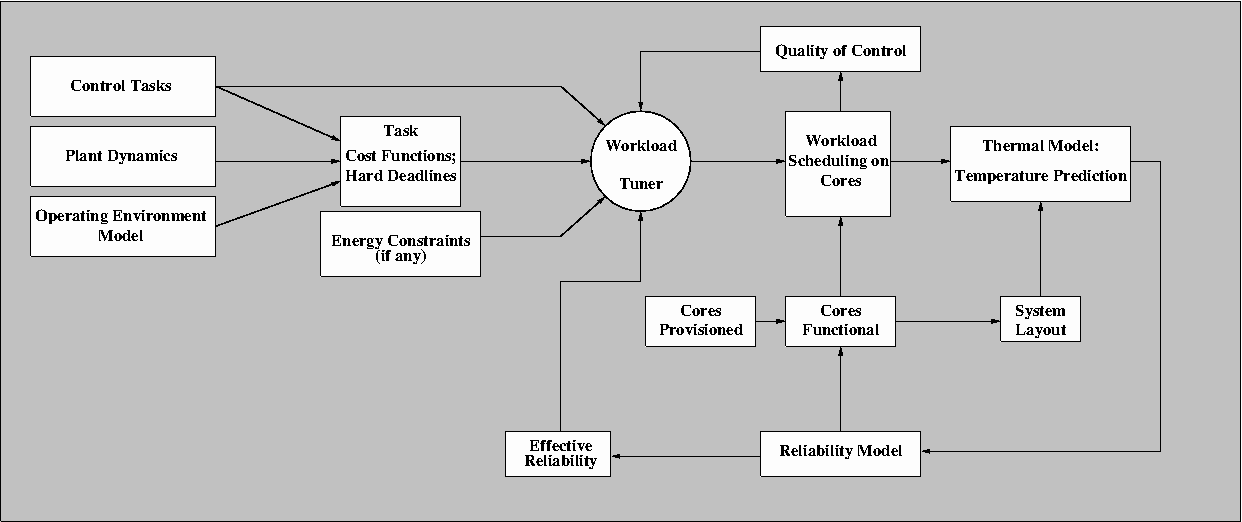 Control Tasks
Plant Dynamics
Operating Environment
Model
Task
Cost Functions;
Hard Deadlines
Energy Constraints
(if any)
Workload
Tuner
Quality of Control
Workload
Scheduling on
Cores
Thermal Model:
Temperature Prediction
Cores
Provisioned
Cores
Functional
System
Layout
Effective
Reliability
Reliability Model